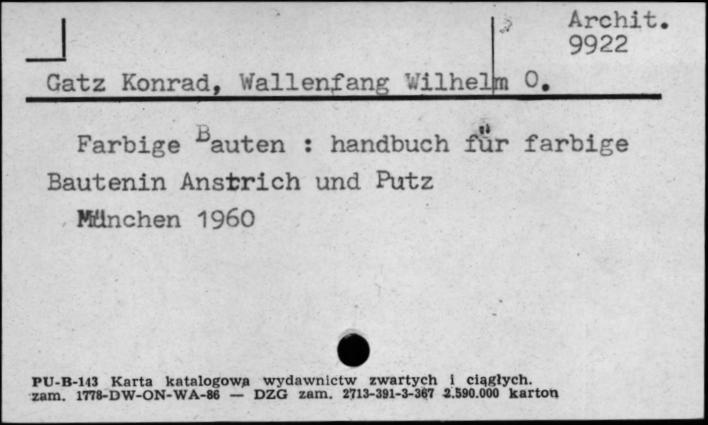 Archit.
9922
Gatz Konrad, Wallenfang Wilhelm O.
Farbige Bauten : handbuch für farbige
Bautenin Anstrich und Putz
München 1960
PU-B-143 Karta katalogowa wydawnictw zwartych i ciągłych.
zam. 1778-DW-ON-WA-86 — DZG zam. 2713-391-3-367 2.590.000 karton